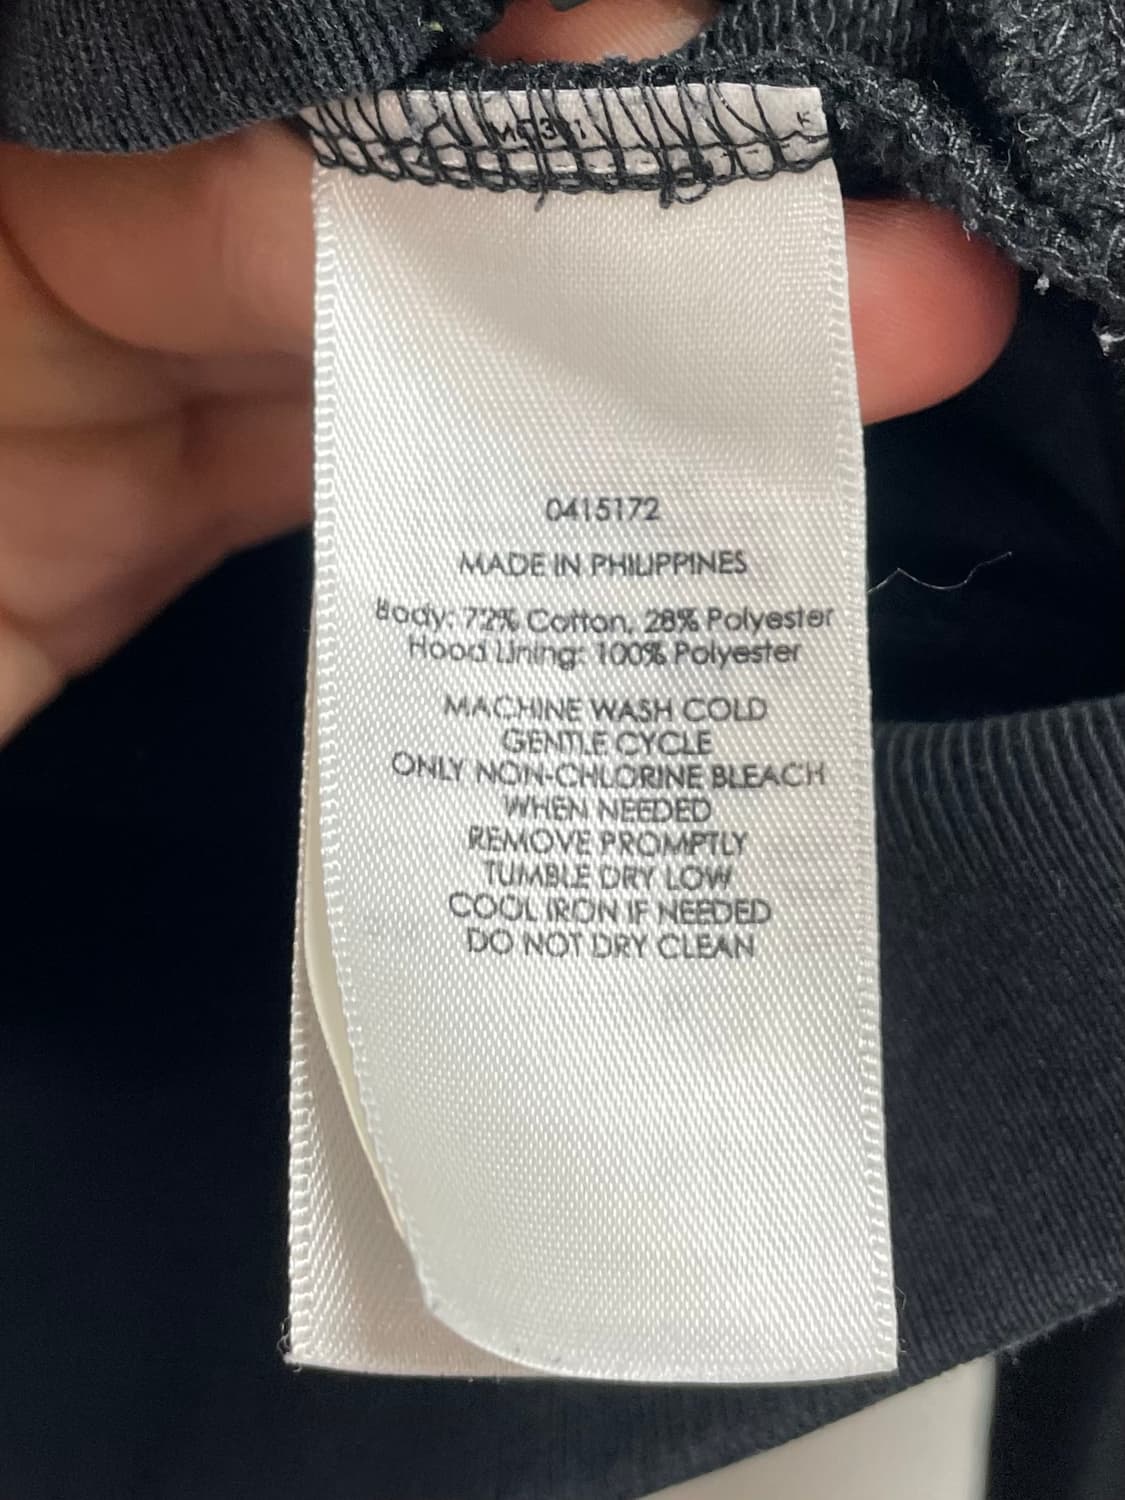 K
0415172
MADE IN PHILIPPINES
Body: 72% Cotton, 28% Polyester
Hood Lining: 100% Polyester
MACHINE WASH COLD
GENTLE CYCLE
ONLY NON-CHLORINE BLEACH
WHEN NEEDED
REMOVE PROMPTLY
TUMBLE DRY LOW
COOL IRON IF NEEDED
DO NOT DRY CLEAN